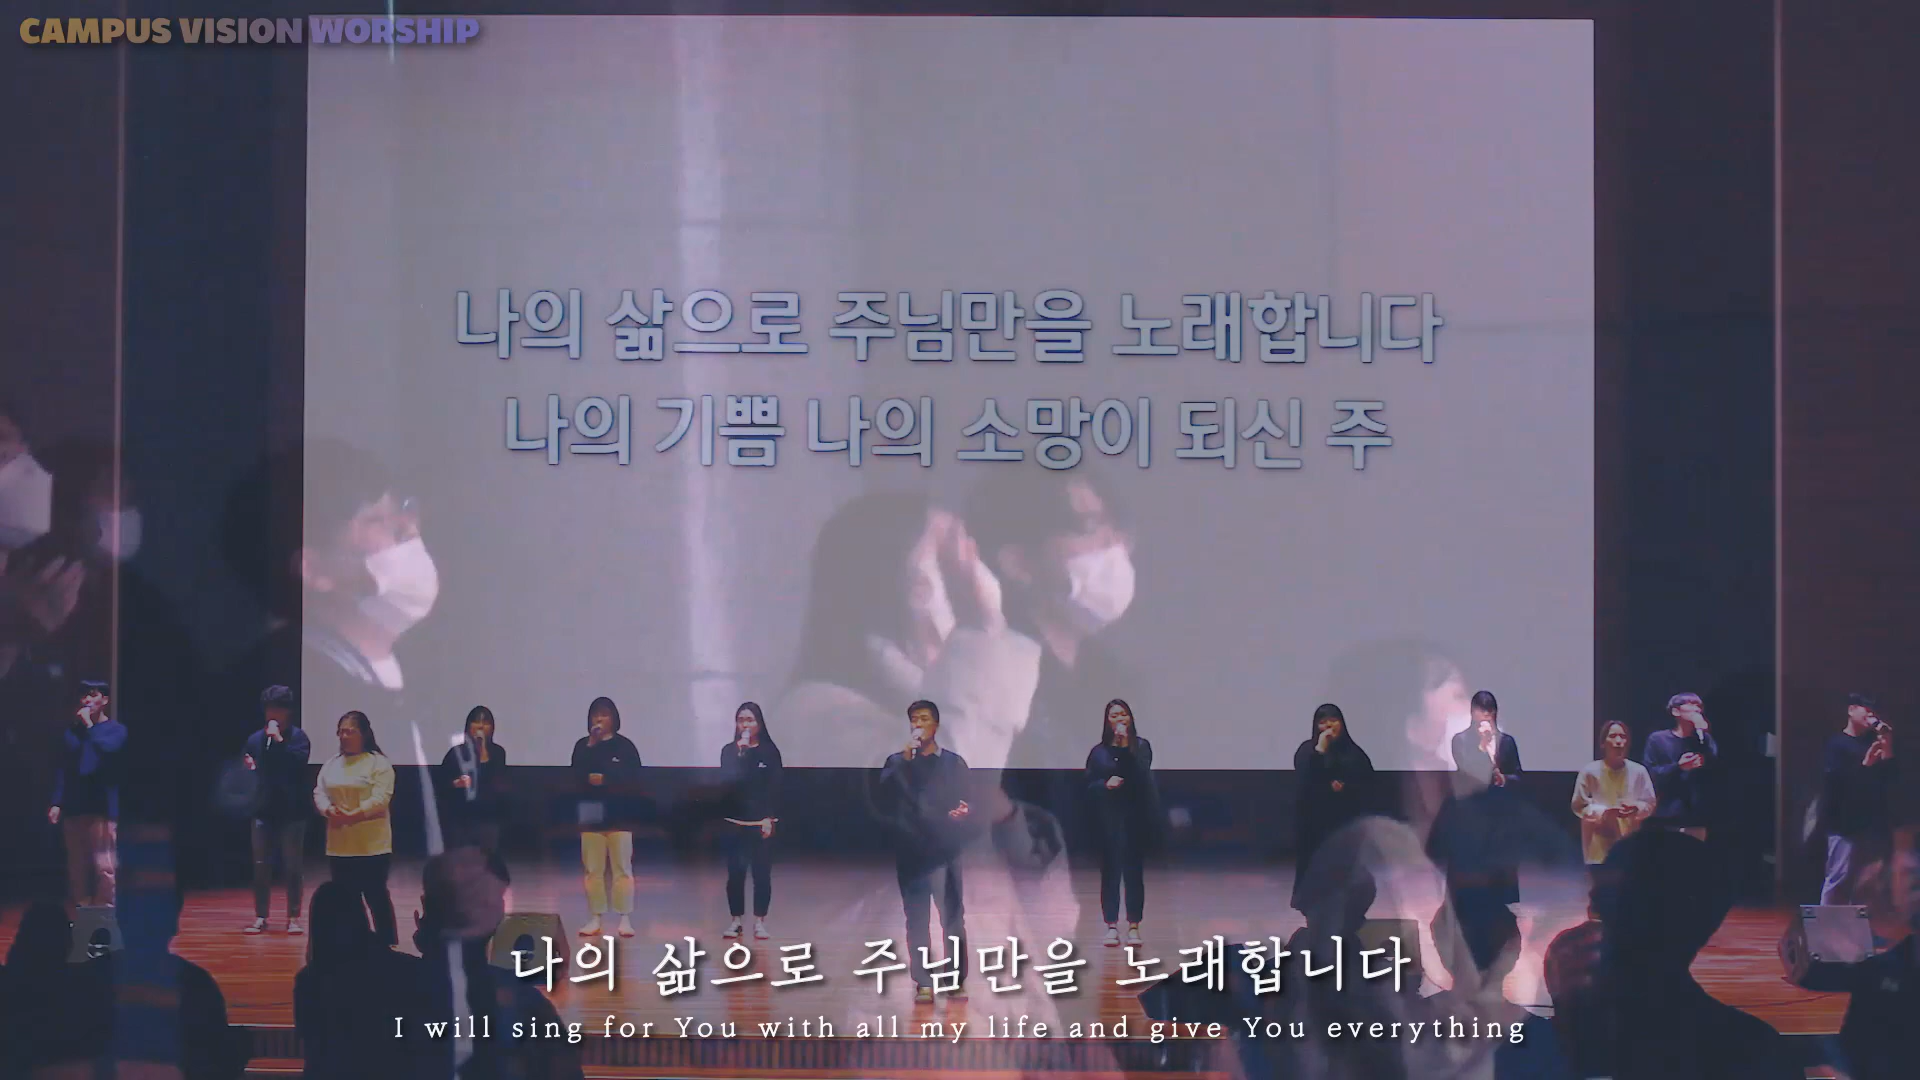 CAMPUS VISION WORSHIP
나의 삶으로 주님만을 노래합니다
나의 기쁨 나의 소망이 되신 주
나의 삶으로 주님만을 노래합니다
I will sing for You with all my life and give You everything